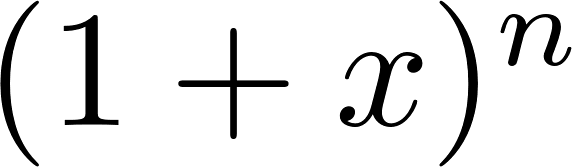 (1 + x)ⁿ